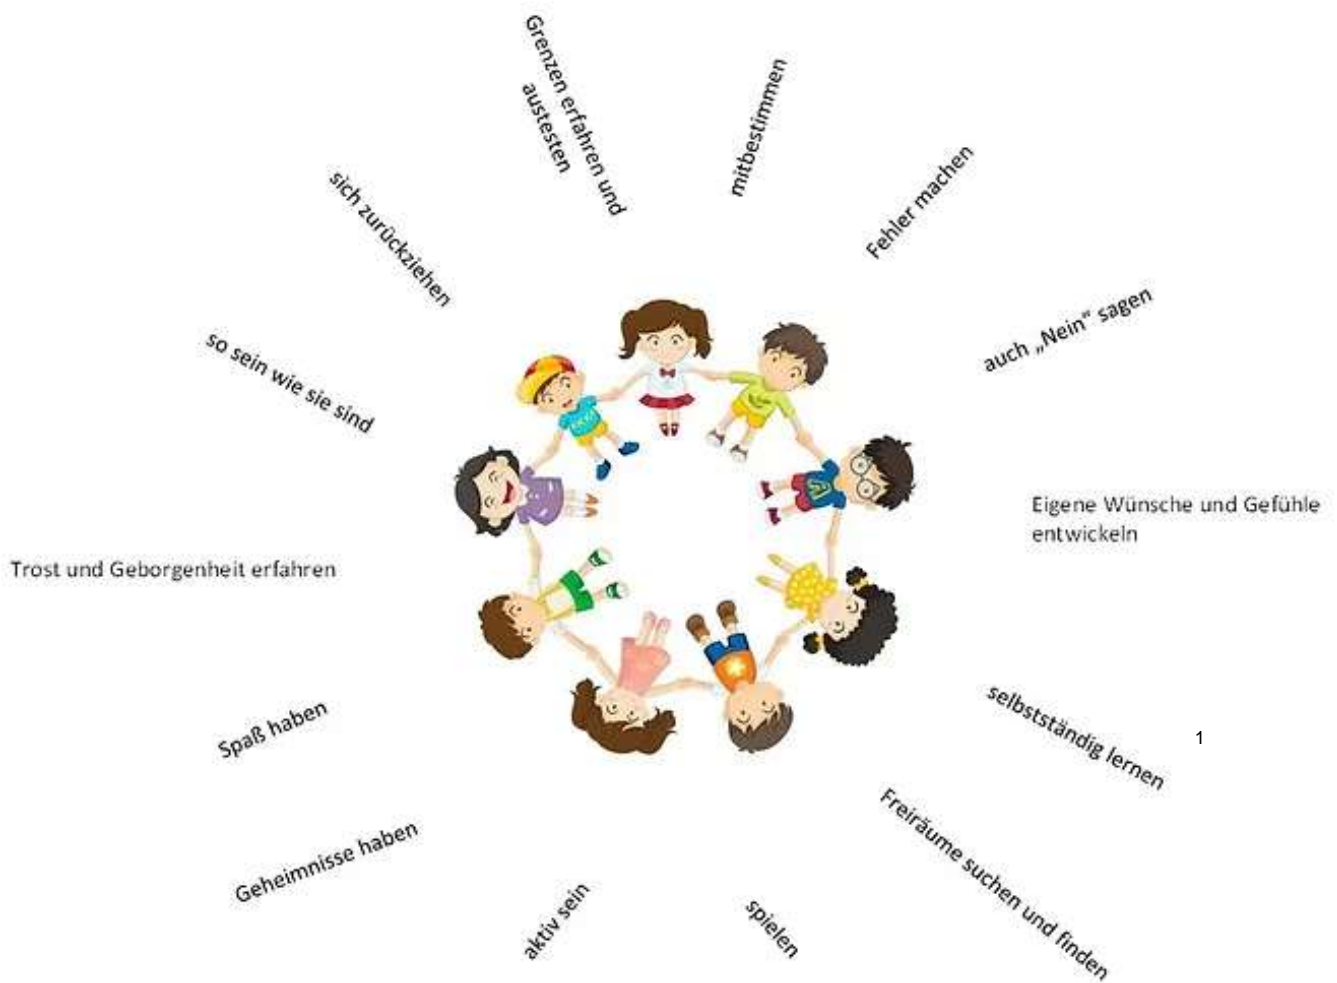 Grenzen erfahren und
austesten
mitbestimmen
Fehler machen
auch „Nein“ sagen
Eigene Wünsche und Gefühle
entwickeln
selbstständig lernen
1
Freiräume suchen und finden
spielen
aktiv sein
Geheimnisse haben
Spaß haben
Trost und Geborgenheit erfahren
so sein wie sie sind
sich zurückziehen